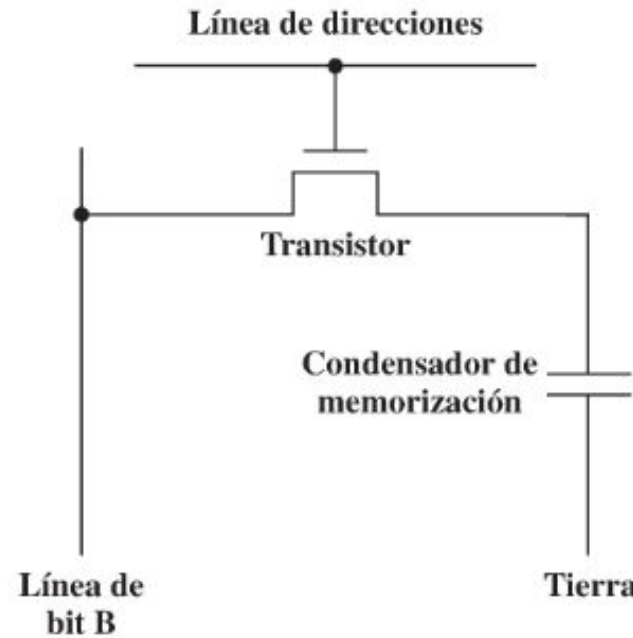 Línea de direcciones
Transistor
Condensador de
memorización
Línea de
bit B
Tierra